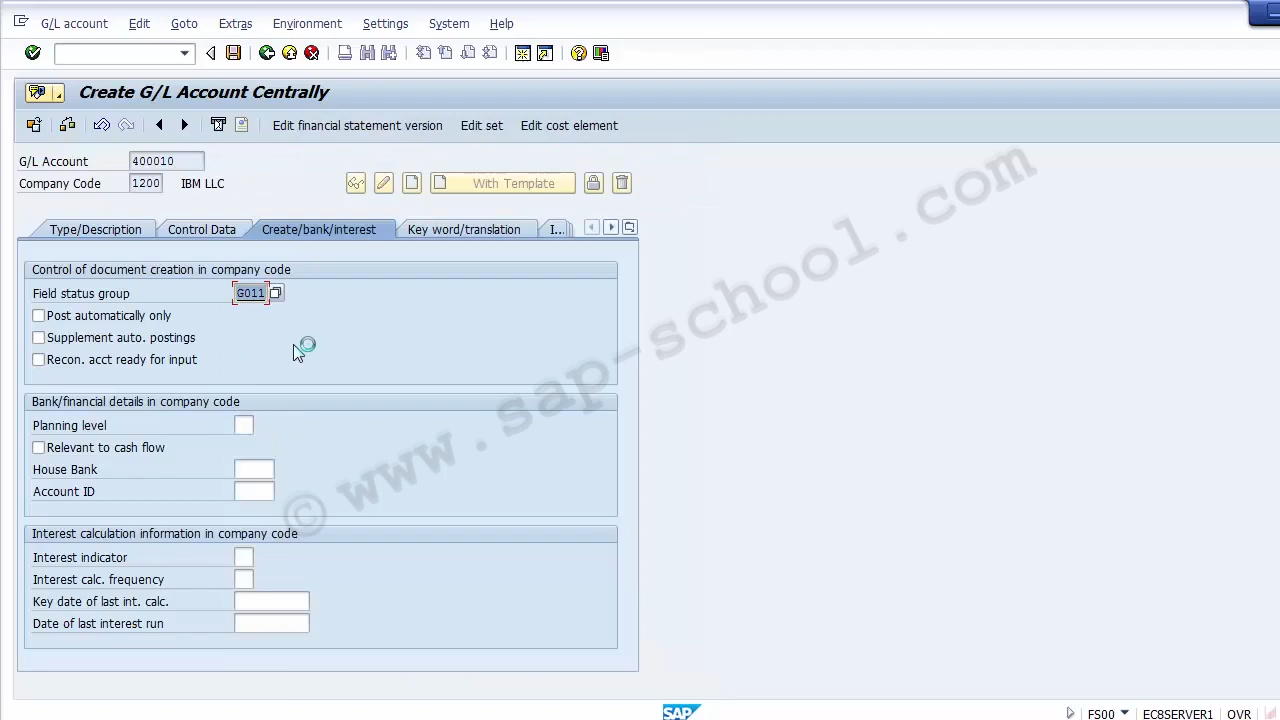 G/L account Edit Goto Extras Environment Settings System Help
Create G/L Account Centrally
Edit financial statement version Edit set Edit cost element
G/L Account 400010
Company Code 1200 IBM LLC
With Template
Type/Description Control Data Create/bank/interest Key word/translation I...
Control of document creation in company code
Field status group G011
Post automatically only
Supplement auto. postings
Recon. acct ready for input
Bank/financial details in company code
Planning level
Relevant to cash flow
House Bank
Account ID
Interest calculation information in company code
Interest indicator
Interest calc. frequency
Key date of last int. calc.
Date of last interest run
© www.sap-school.com
SAP FS00 EC8SERVER1 OVR